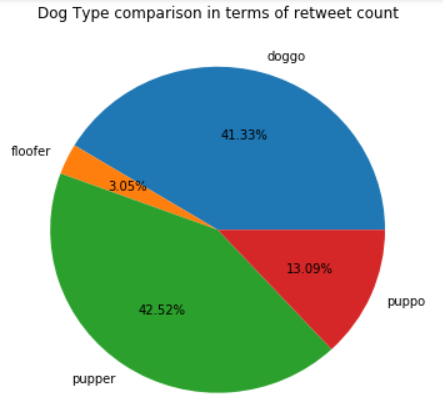 Dog Type comparison in terms of retweet count
doggo
41.33%
floofer
3.05%
13.09%
puppo
42.52%
pupper